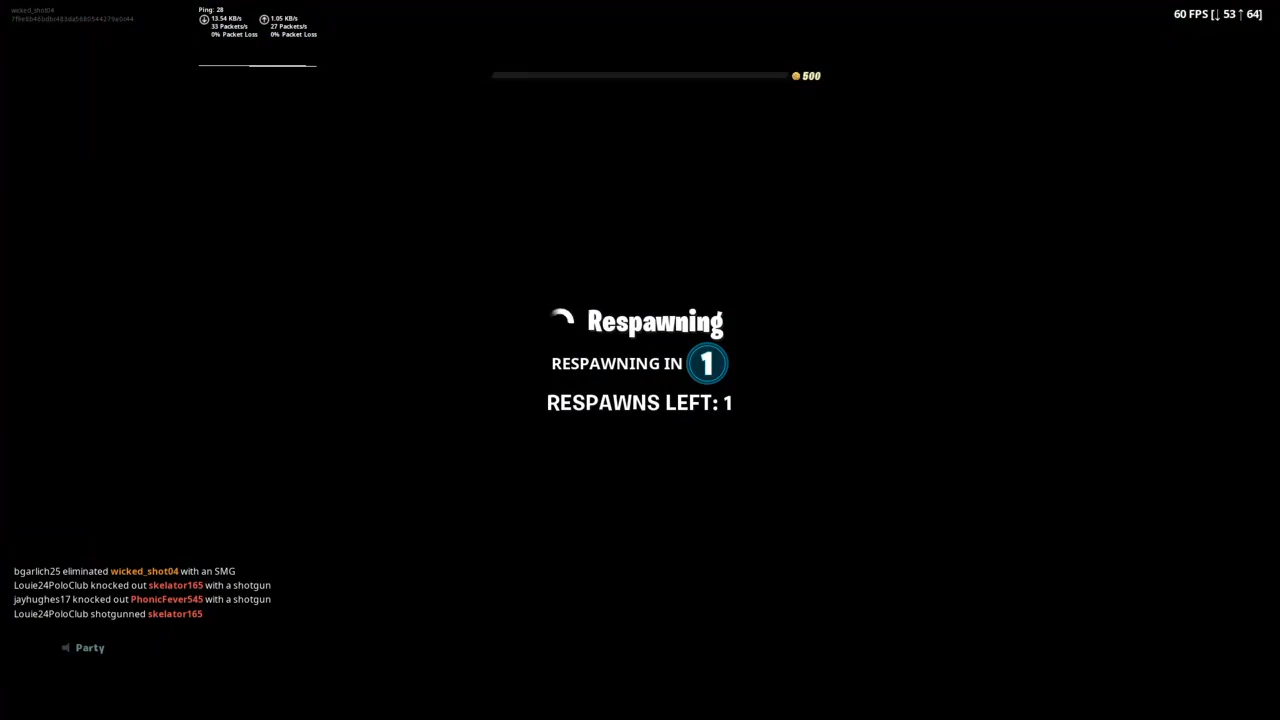 wicked_shot04
Ping: 28
13.54 KB/s 1.05 KB/s
33 Packets/s 27 Packets/s
0% Packet Loss 0% Packet Loss
60 FPS [↓ 53 ↑ 64]
500
Respawning
RESPAWNING IN 1
RESPAWNS LEFT: 1
bgarlich25 eliminated wicked_shot04 with an SMG
Louie24PoloClub knocked out skelator165 with a shotgun
jayhughes17 knocked out PhonicFever545 with a shotgun
Louie24PoloClub shotgunned skelator165
Party